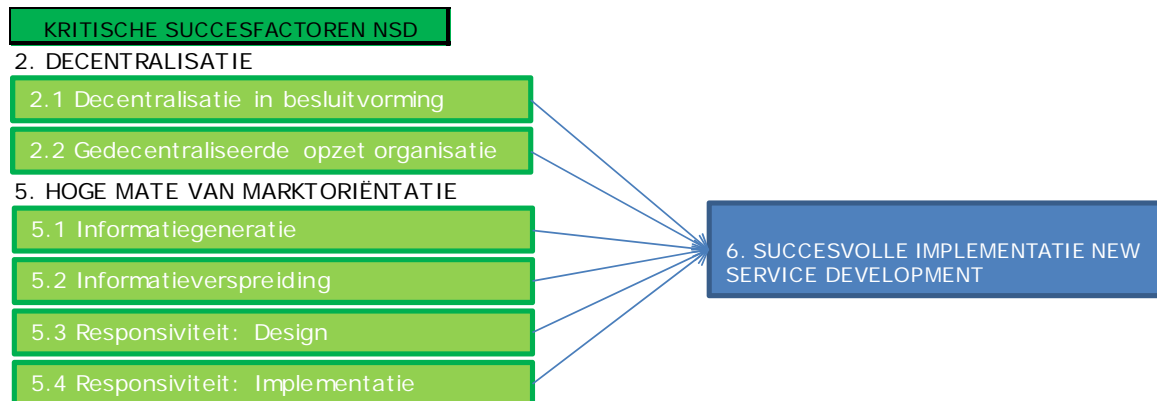 KRITISCHE SUCCESFACTOREN NSD
2. DECENTRALISATIE
2.1 Decentralisatie in besluitvorming
2.2 Gedecentraliseerde opzet organisatie
5. HOGE MATE VAN MARKTORIËNTATIE
5.1 Informatiegeneratie
5.2 Informatieverspreiding
5.3 Responsiviteit: Design
5.4 Responsiviteit: Implementatie
6. SUCCESVOLLE IMPLEMENTATIE NEW
SERVICE DEVELOPMENT